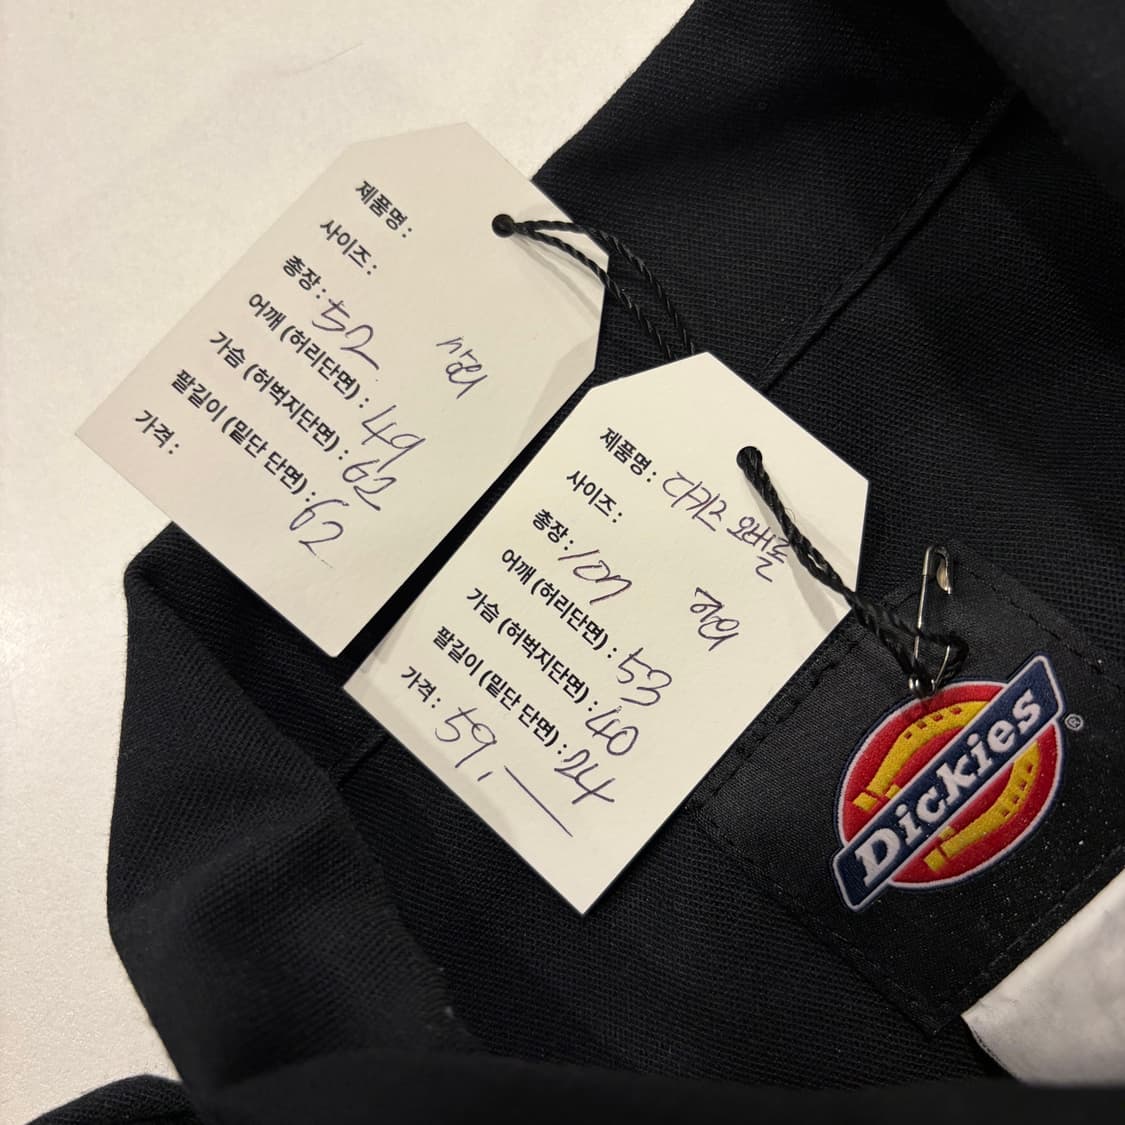 제품명 :
사이즈 :
총장 : 52
상의
어깨 (허리단면) : 49
가슴 (허벅지단면) : 62
팔길이 (밑단 단면) : 62
가격 :
제품명 : 디키즈 오버롤
사이즈 :
총장 : 107
하의
어깨 (허리단면) : 53
가슴 (허벅지단면) : 40
팔길이 (밑단 단면) : 24
가격 : 59,—
Dickies®